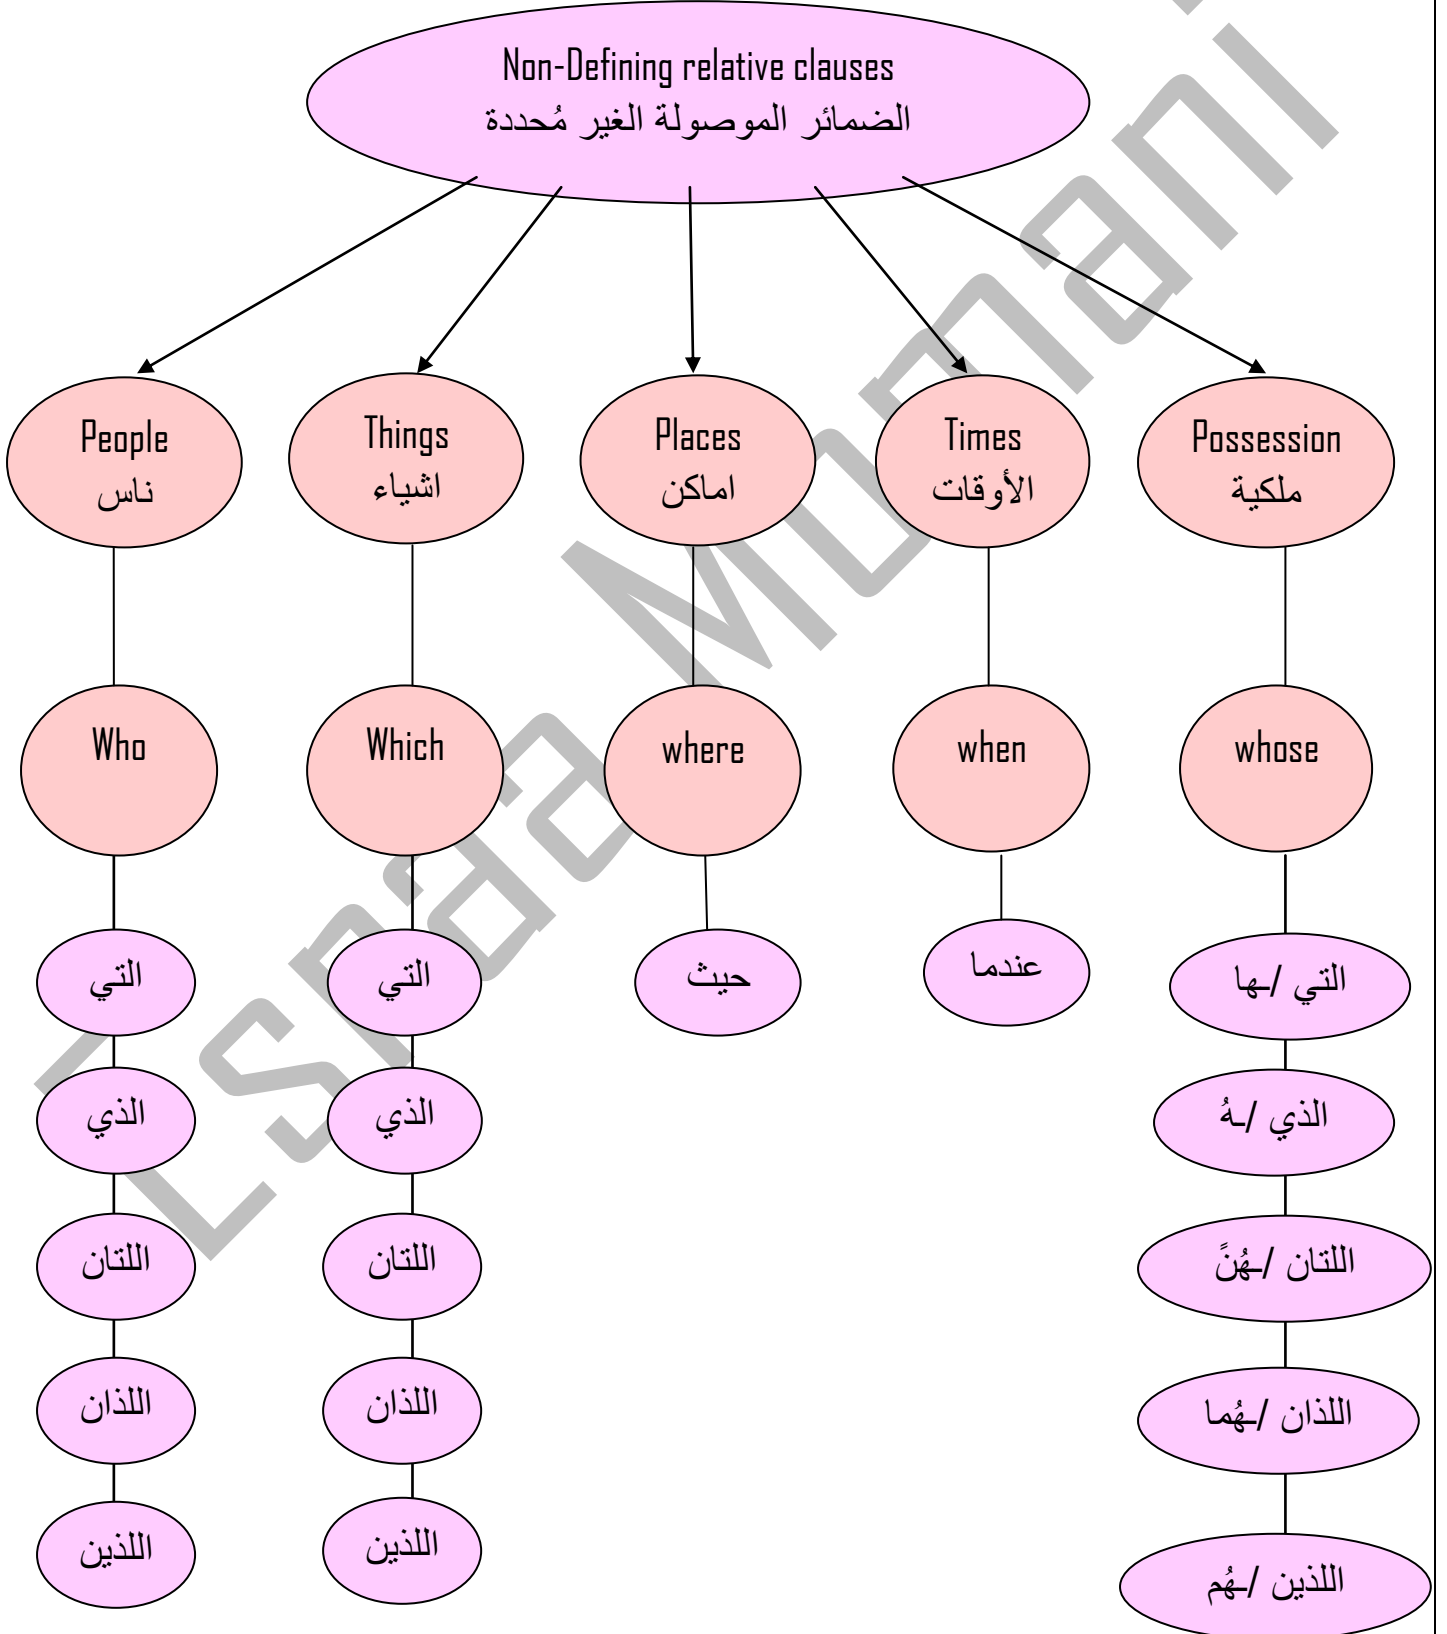 Non-Defining relative clauses
الضمائر الموصولة الغير مُحددة
People
ناس
Things
اشياء
Places
اماكن
Times
الأوقات
Possession
ملكية
Who
Which
where
when
whose
التي
التي
حيث
عندما
التي /ـها
الذي
الذي
الذي /ـهُ
اللتان
اللتان
اللتان /ـهُنً
اللذان
اللذان
اللذان /ـهُما
اللذين
اللذين
اللذين /ـهُم
Esraa Mumani